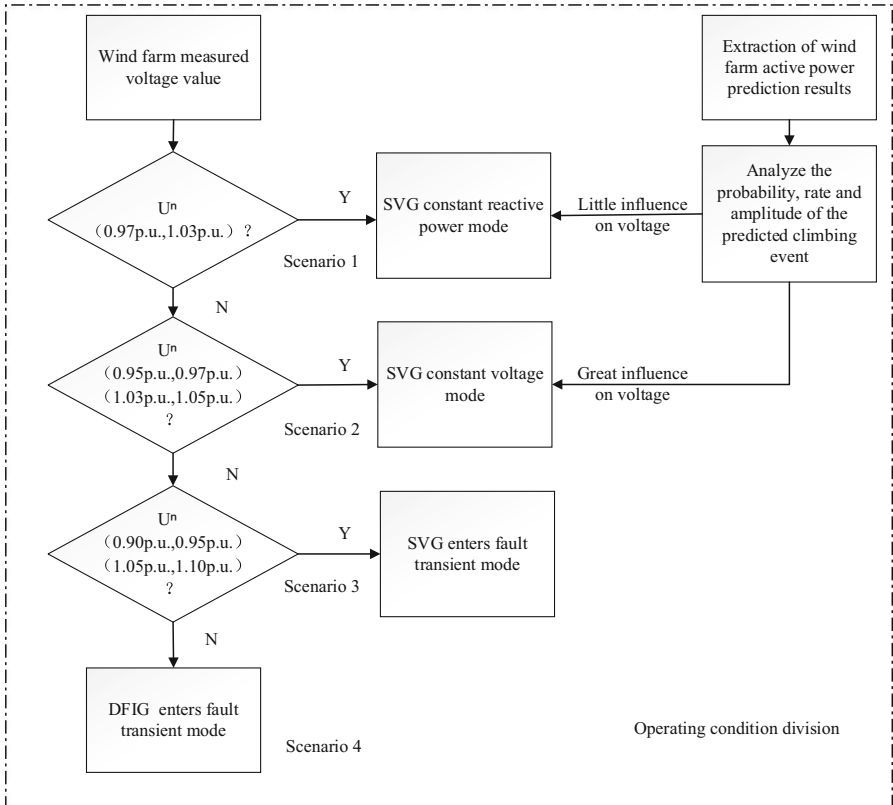 Wind farm measured
voltage value
Extraction of wind
farm active power
prediction results
Uⁿ
（0.97p.u.,1.03p.u.）？
Y
Scenario 1
SVG constant reactive
power mode
Little influence
on voltage
Analyze the
probability, rate and
amplitude of the
predicted climbing
event
N
Uⁿ
（0.95p.u.,0.97p.u.）
（1.03p.u.,1.05p.u.）
？
Y
Scenario 2
SVG constant voltage
mode
Great influence
on voltage
N
Uⁿ
（0.90p.u.,0.95p.u.）
（1.05p.u.,1.10p.u.）
？
Y
Scenario 3
SVG enters fault
transient mode
N
DFIG enters fault
transient mode
Scenario 4
Operating condition division